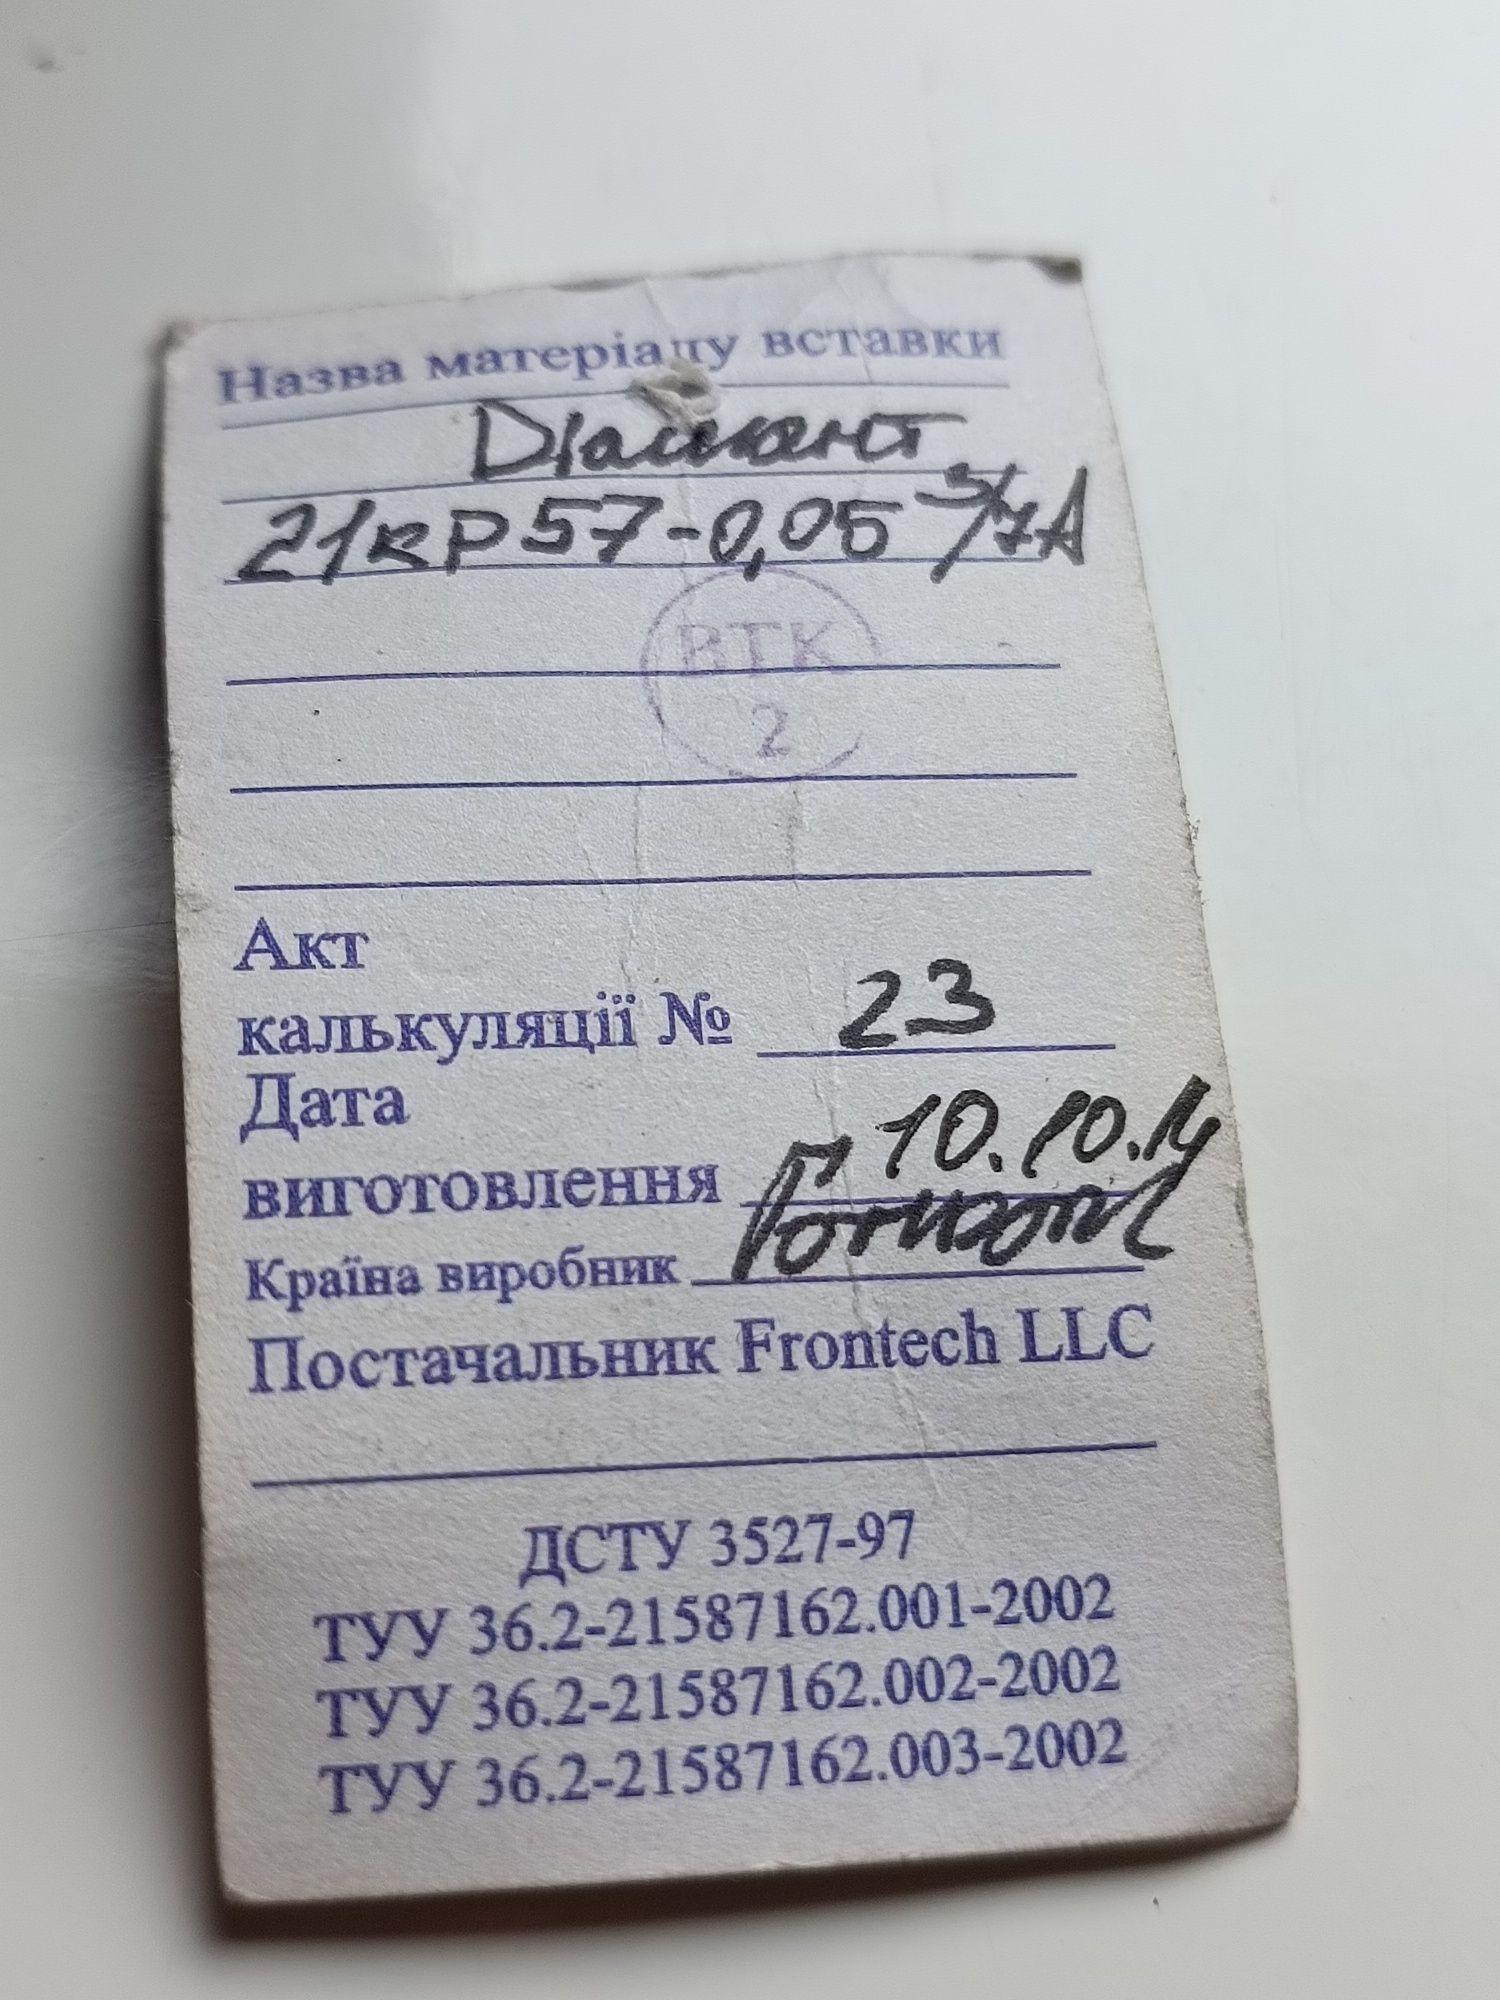 Назва матеріалу вставки
Діамант
21кр57-0,05 3/7А
ВТК
2
Акт
калькуляції № 23
Дата
виготовлення 10.10.14
Країна виробник
Постачальник Frontech LLC
ДСТУ 3527-97
ТУУ 36.2-21587162.001-2002
ТУУ 36.2-21587162.002-2002
ТУУ 36.2-21587162.003-2002